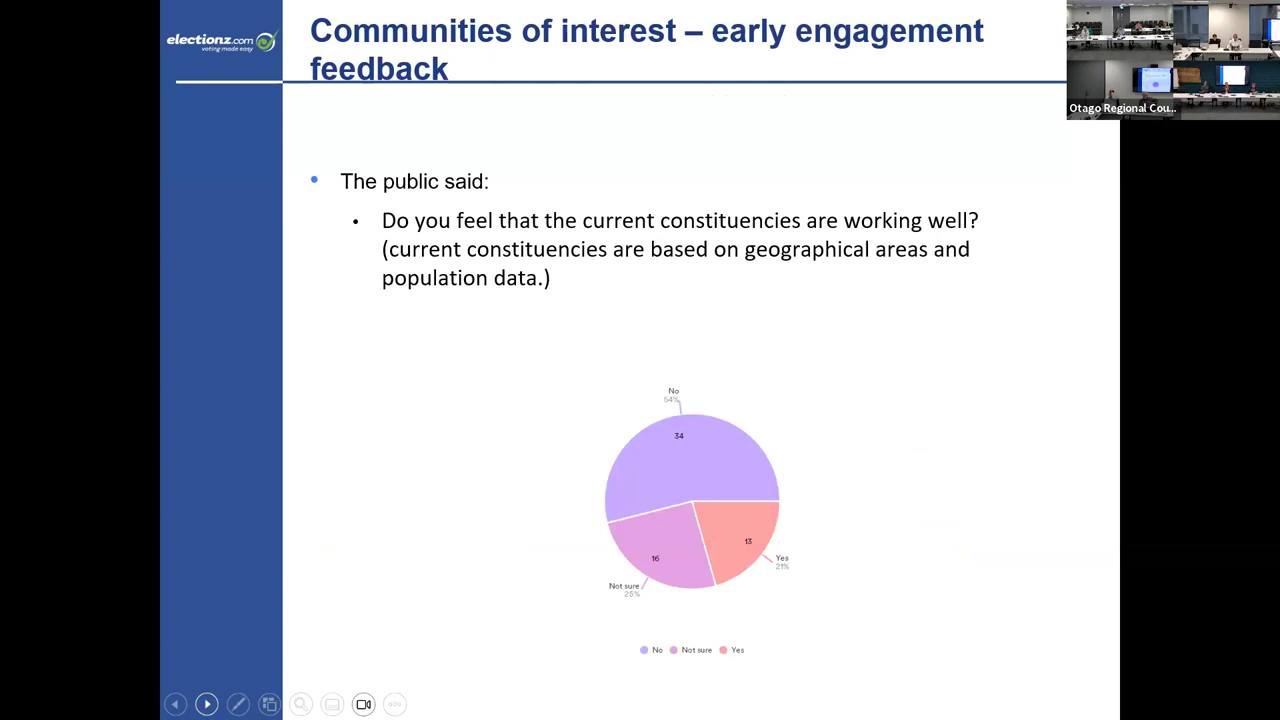 electionz.com
voting made easy
Communities of interest – early engagement
feedback
Otago Regional Cou...
• The public said:
• Do you feel that the current constituencies are working well?
(current constituencies are based on geographical areas and
population data.)
No
54%
34
16
13
Yes
21%
Not sure
25%
No Not sure Yes